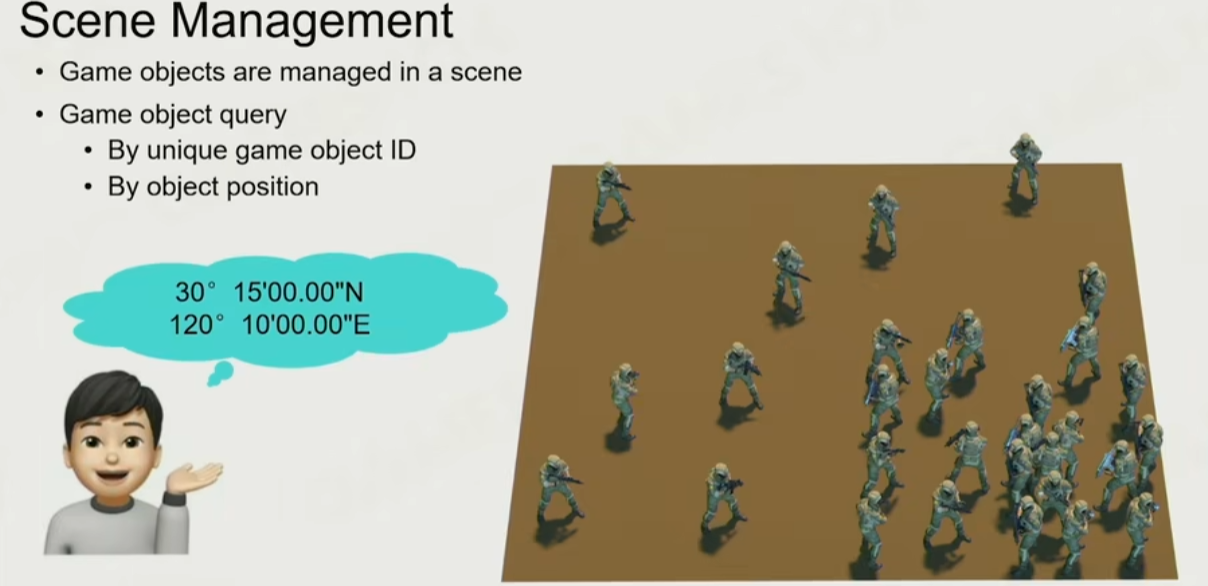 Scene Management
• Game objects are managed in a scene
• Game object query
• By unique game object ID
• By object position
30° 15'00.00"N
120° 10'00.00"E